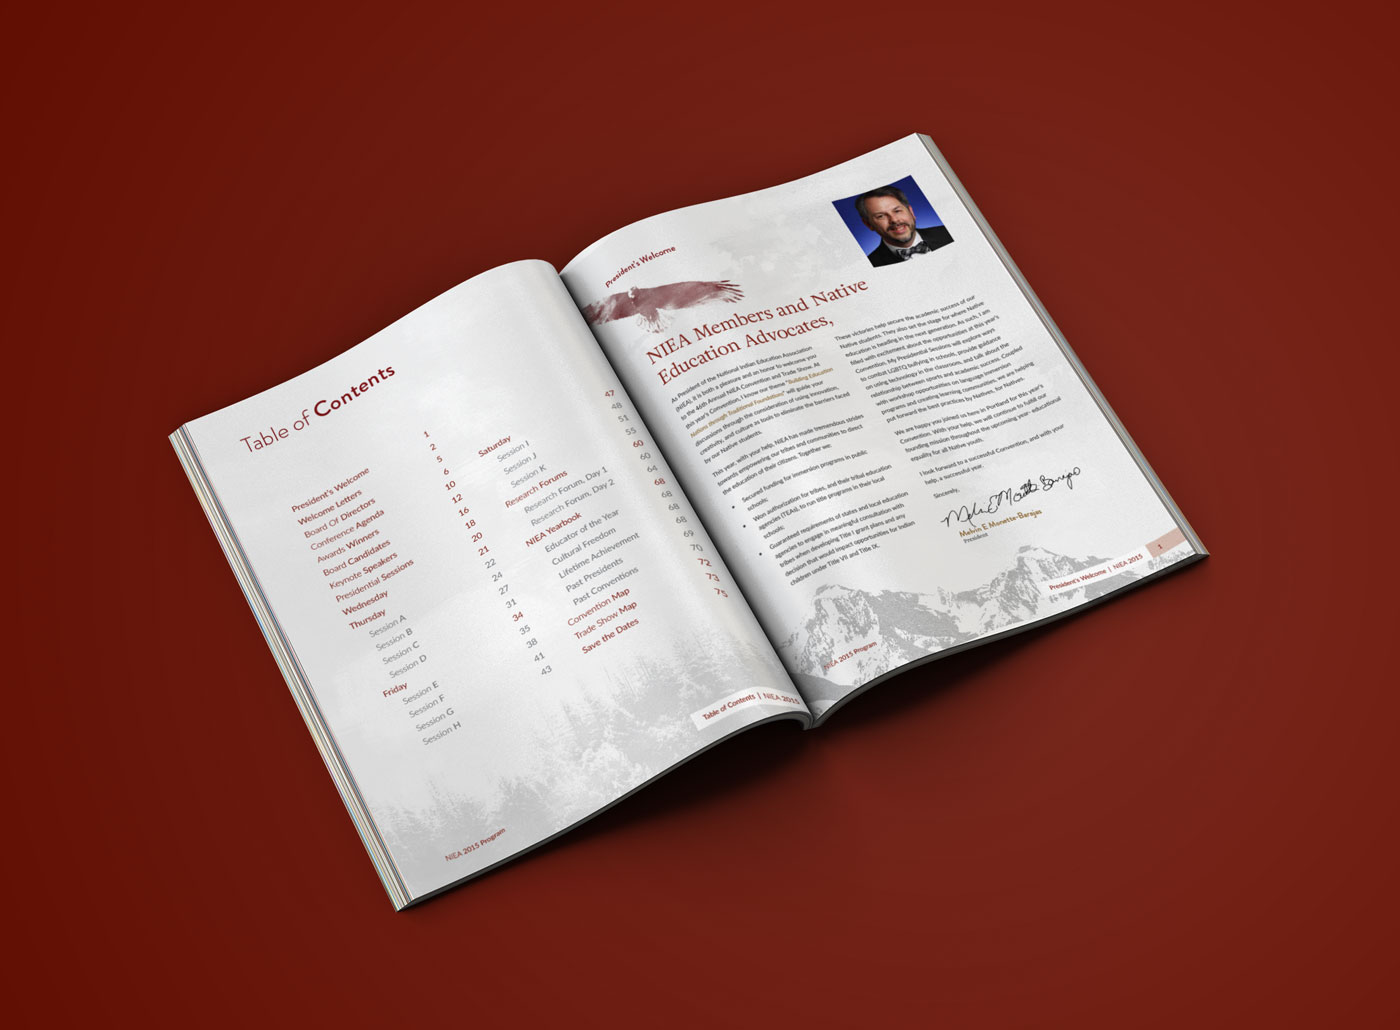 Table of Contents
President's Welcome 1
Welcome Letters 2
Board Of Directors 5
Conference Agenda 6
Awards Winners 10
Board Candidates 12
Keynote Speakers 16
Presidential Sessions 18
Wednesday 20
Thursday 21
Session A 22
Session B 24
Session C 27
Session D 31
Friday 34
Session E 35
Session F 38
Session G 41
Session H 43
Saturday 47
Session I 48
Session J 51
Session K 55
Research Forums 60
Research Forum, Day 1 60
Research Forum, Day 2 64
NIEA Yearbook 68
Educator of the Year 68
Cultural Freedom 68
Lifetime Achievement 68
Past Presidents 69
Past Conventions 70
Convention Map 72
Trade Show Map 73
Save the Dates 75
NIEA 2015 Program
Table of Contents | NIEA 2015
President's Welcome
NIEA Members and Native
Education Advocates,
As President of the National Indian Education Association
(NIEA), it is both a pleasure and an honor to welcome you
to the 46th Annual NIEA Convention and Trade Show. At
this year's Convention, I know our theme "Building Education
Nations through Traditional Foundations" will guide your
discussions through the consideration of using innovation,
creativity, and culture as tools to eliminate the barriers faced
by our Native students.
This year, with your help, NIEA has made tremendous strides
towards empowering our tribes and communities to direct
the education of their citizens. Together we:
• Secured funding for immersion programs in public
schools;
• Won authorization for tribes, and their tribal education
agencies (TEAs), to run title programs in their local
schools;
• Guaranteed requirements of states and local education
agencies to engage in meaningful consultation with
tribes when developing Title I grant plans and any
decision that would impact opportunities for Indian
children under Title VII and Title IX.
These victories help secure the academic success of our
Native students. They also set the stage for where Native
education is heading in the next generation. As such, I am
filled with excitement about the opportunities at this year's
Convention. My Presidential Sessions will explore ways
to combat LGBTQ bullying in schools, provide guidance
on using technology in the classroom, and talk about the
relationship between sports and academic success. Coupled
with workshop opportunities on language immersion
programs and creating learning communities, we are helping
put forward the best practices by Natives, for Natives.
We are happy you joined us here in Portland for this year's
Convention. With your help, we will continue to fulfill our
founding mission throughout the upcoming year- educational
equality for all Native youth.
I look forward to a successful Convention, and with your
help, a successful year.
Sincerely,
Melvin E Monette-Barajas
Melvin E Monette-Barajas
President
NIEA 2015 Program
President's Welcome | NIEA 2015 1